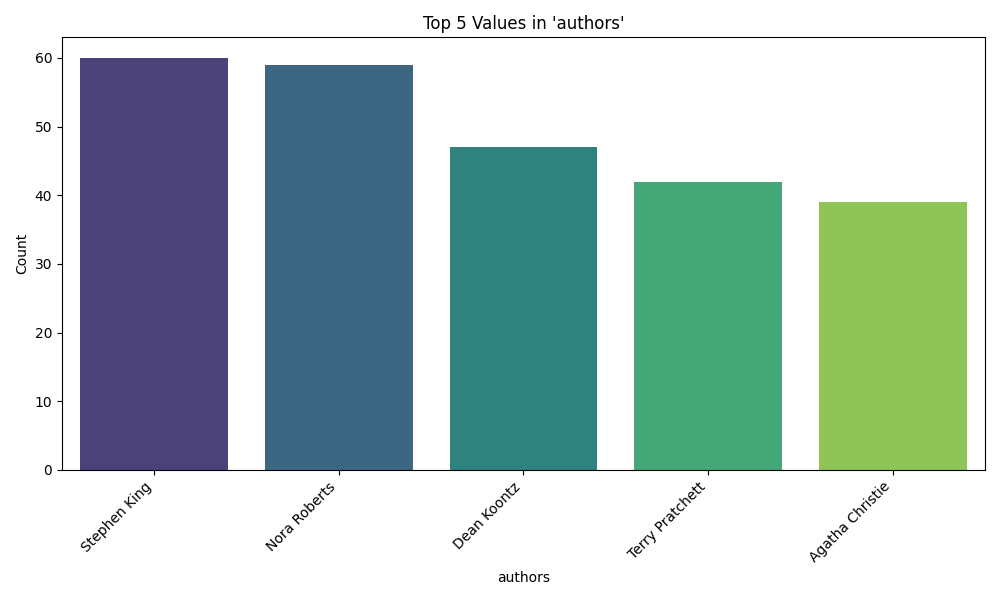 Top 5 Values in 'authors'
Count
60
50
40
30
20
10
0
Stephen King
Nora Roberts
Dean Koontz
Terry Pratchett
Agatha Christie
authors